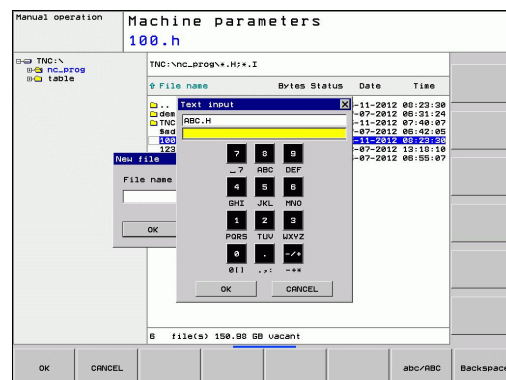 Manual operation
Machine parameters
100.h
TNC:\
nc_prog
table
TNC:\nc_prog\*.H;*.I
File name Bytes Status Date Time
..
-11-2012 08:23:30
dem -07-2012 06:31:24
TNC -11-2012 07:40:07
$md -07-2012 06:42:05
100 -11-2012 08:23:30
123 -07-2012 13:18:10
-07-2012 06:55:07
Text input
ABC.H
7 8 9
_7 ABC DEF
4 5 6
GHI JKL MNO
1 2 3
PQRS TUV WXYZ
0 . -/+
0[] .,: -+*
OK CANCEL
New file
File name
OK
6 file(s) 150.98 GB vacant
OK CANCEL abc/ABC Backspace